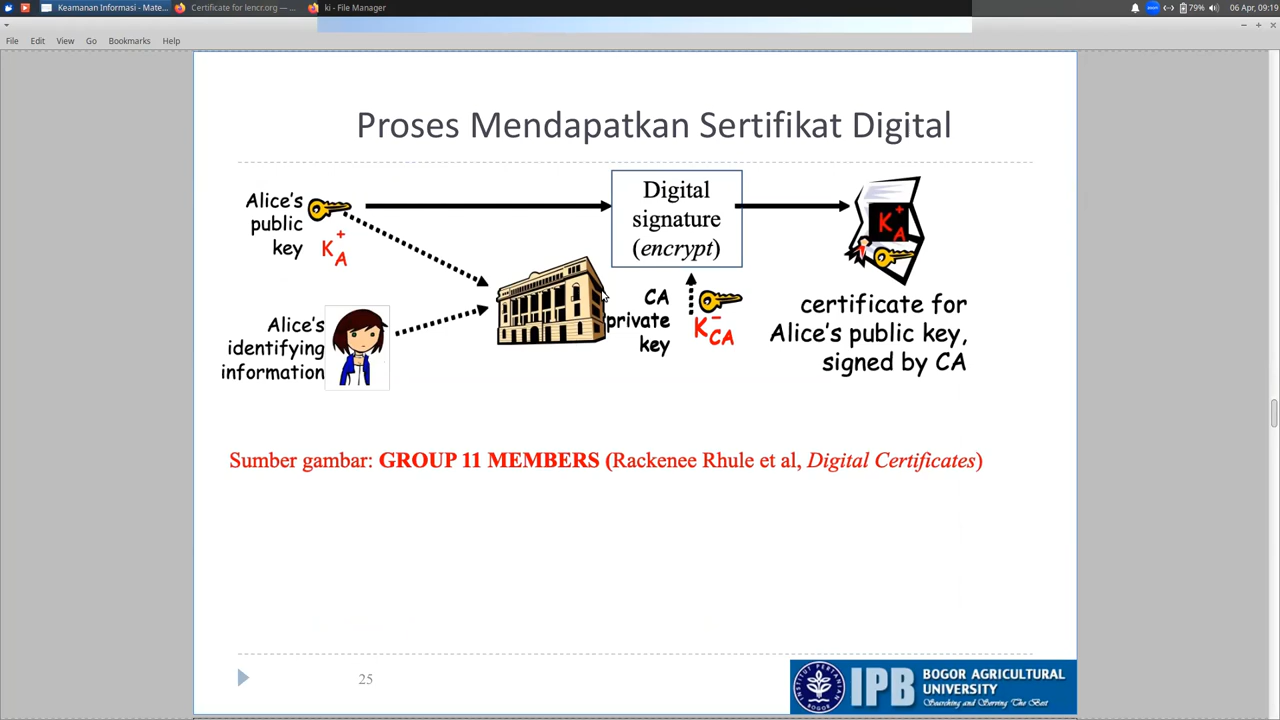 Keamanan Informasi - Mate...
Certificate for lencr.org — ...
ki - File Manager
79%
06 Apr, 09:19
File Edit View Go Bookmarks Help
Proses Mendapatkan Sertifikat Digital
Alice's
public
key
K+A
Digital
signature
(encrypt)
K+A
Alice's
identifying
information
CA
private
key
K-CA
certificate for
Alice's public key,
signed by CA
Sumber gambar: GROUP 11 MEMBERS (Rackenee Rhule et al, Digital Certificates)
25
INSTITUT PERTANIAN
BOGOR
IPB
BOGOR AGRICULTURAL
UNIVERSITY
Searching and Serving The Best